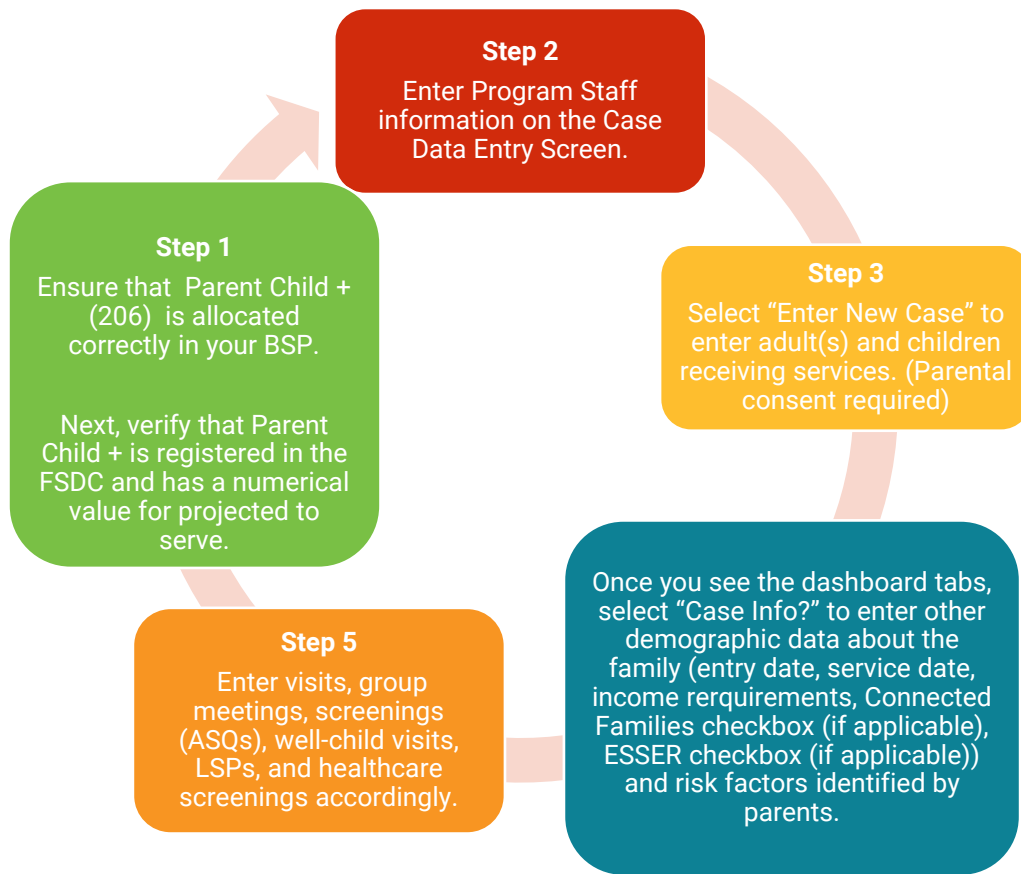 Step 1
Ensure that Parent Child +
(206) is allocated
correctly in your BSP.
Next, verify that Parent
Child + is registered in the
FSDC and has a numerical
value for projected to
serve.
Step 2
Enter Program Staff
information on the Case
Data Entry Screen.
Step 3
Select “Enter New Case” to
enter adult(s) and children
receiving services. (Parental
consent required)
Once you see the dashboard tabs,
select “Case Info?” to enter other
demographic data about the
family (entry date, service date,
income rerquirements, Connected
Families checkbox (if applicable),
ESSER checkbox (if applicable))
and risk factors identified by
parents.
Step 5
Enter visits, group
meetings, screenings
(ASQs), well-child visits,
LSPs, and healthcare
screenings accordingly.